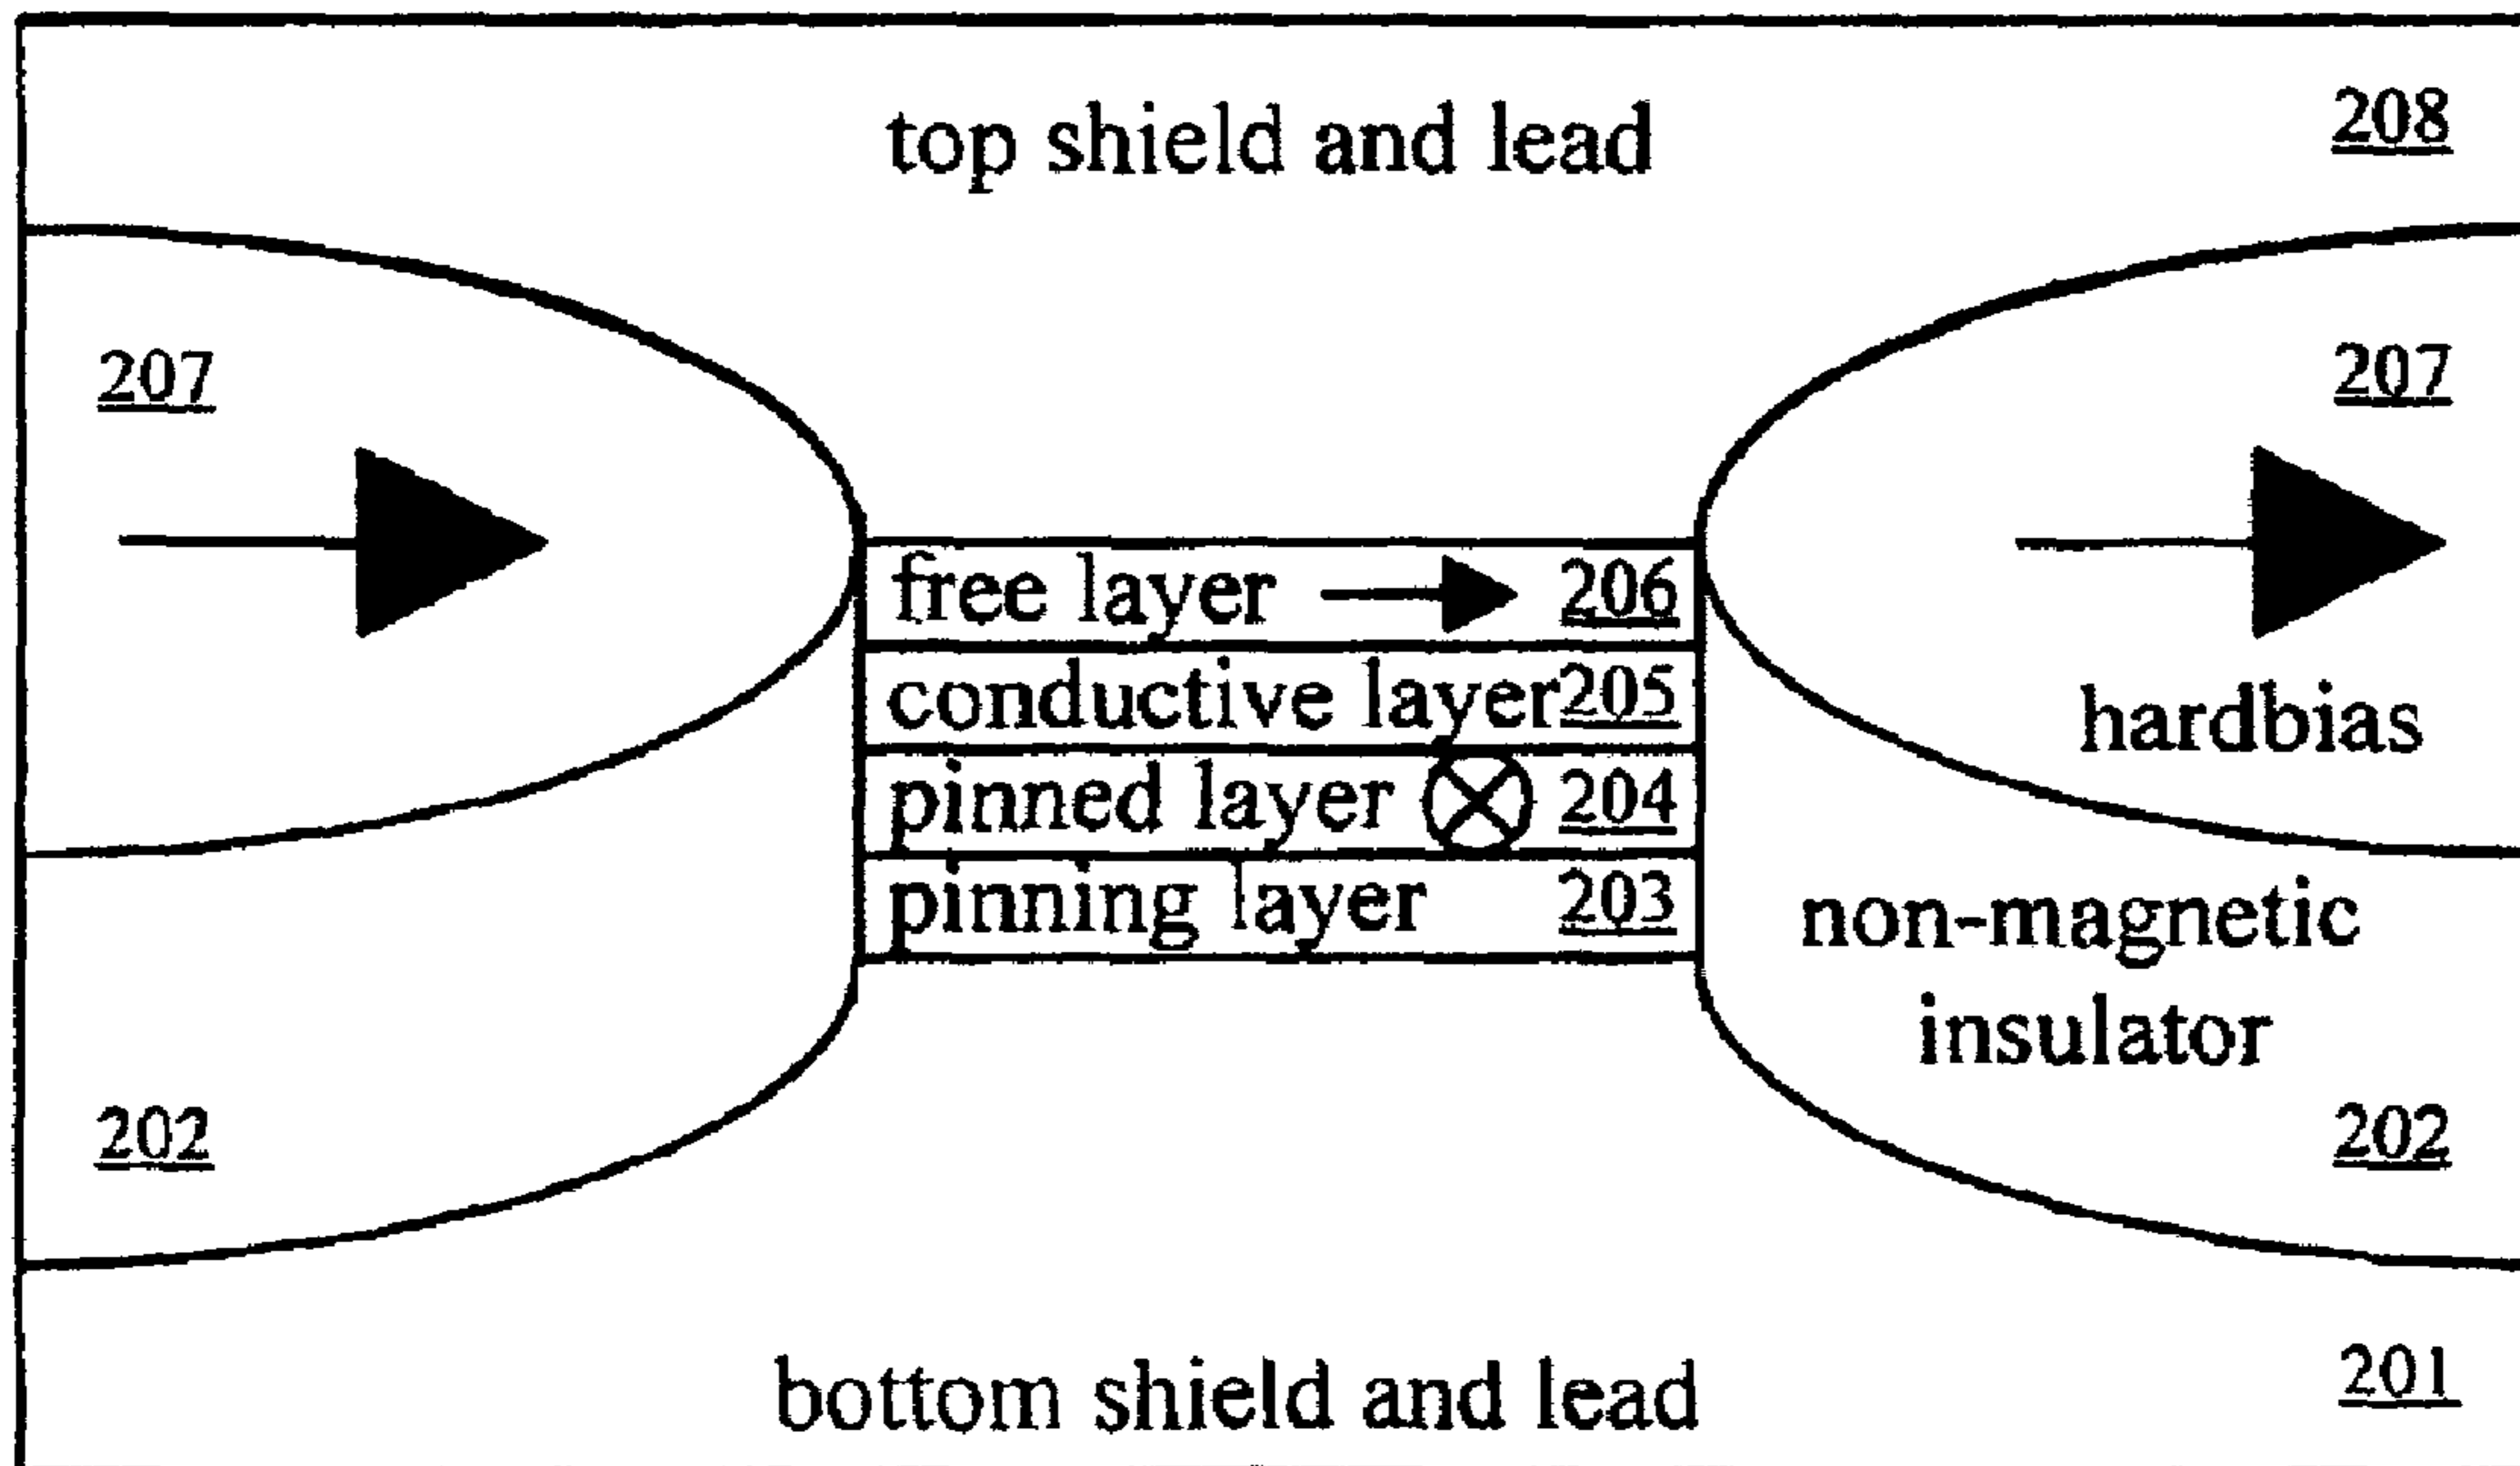 top shield and lead 208
207 207
free layer 206
conductive layer 205
hardbias
pinned layer 204
pinning layer 203
non-magnetic
insulator
202 202
bottom shield and lead 201